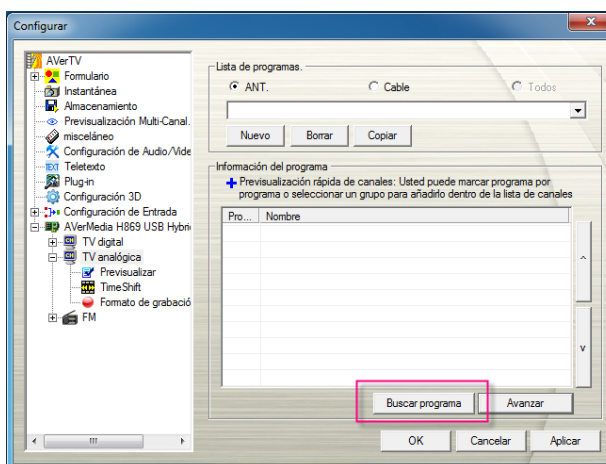 Configurar
AVerTV
Formulario
Instantánea
Almacenamiento
Previsualización Multi-Canal.
misceláneo
Configuración de Audio/Vide
TEXT Teletexto
Plug-in
Configuración 3D
Configuración de Entrada
AVerMedia H869 USB Hybri
TV digital
TV analógica
Previsualizar
TimeShift
Formato de grabació
FM
Lista de programas.
ANT.
Cable
Todos
Nuevo
Borrar
Copiar
Información del programa
Previsualización rápida de canales: Usted puede marcar programa por
programa o seleccionar un grupo para añadirlo dentro de la lista de canales
Pro... Nombre
Buscar programa
Avanzar
OK
Cancelar
Aplicar